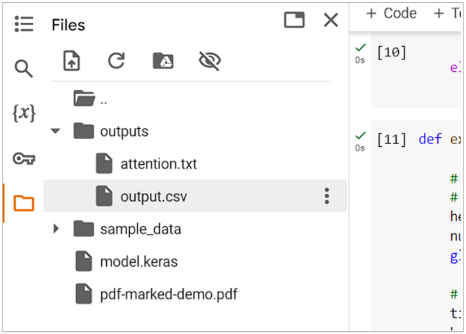 Files
..
outputs
attention.txt
output.csv
sample_data
model.keras
pdf-marked-demo.pdf
{x}
+ Code
+ Te
[10]
0s
el
[11] def ex
0s
#
#
he
nu
gl
#
ti